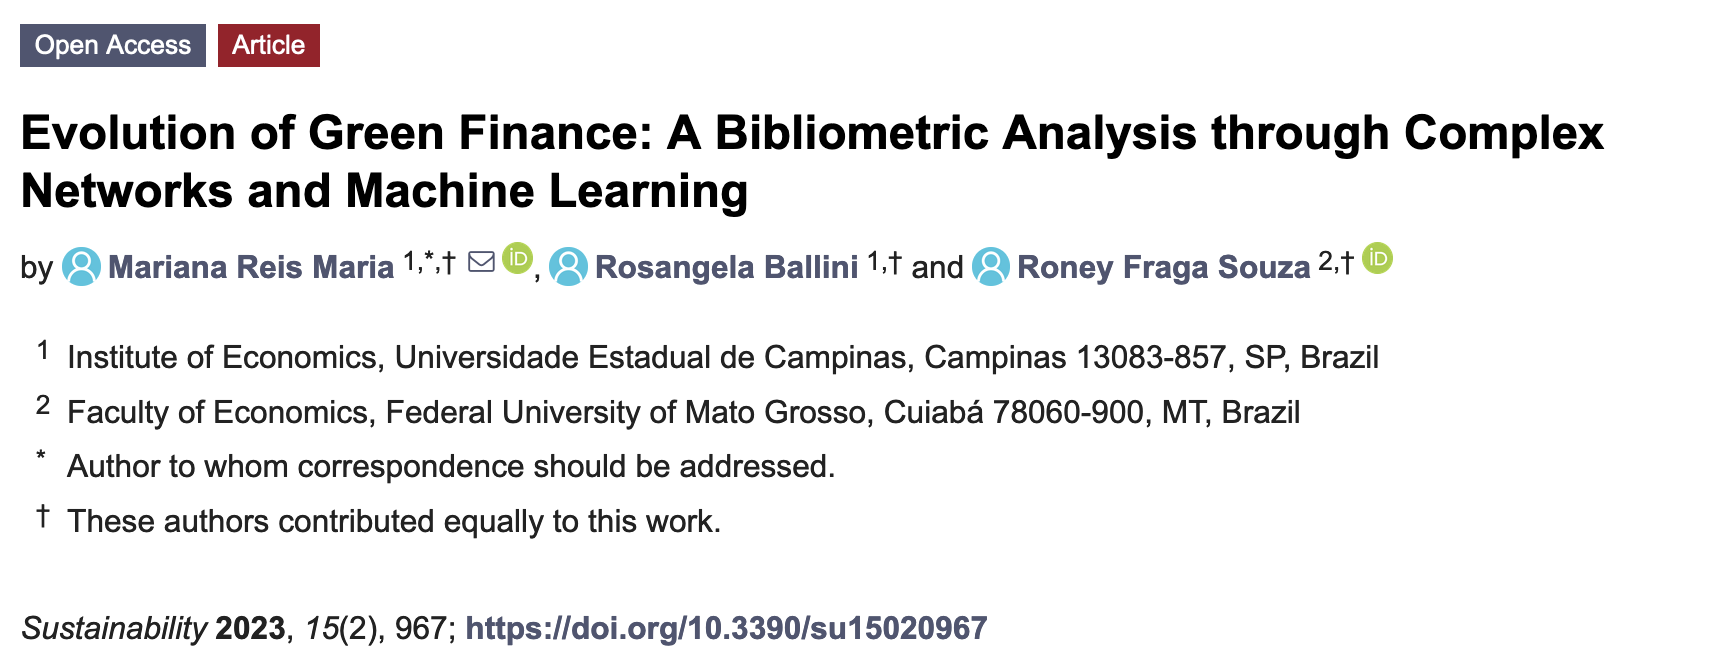 Open Access Article
Evolution of Green Finance: A Bibliometric Analysis through Complex
Networks and Machine Learning
by Mariana Reis Maria 1,*,† iD, Rosangela Ballini 1,† and Roney Fraga Souza 2,† iD
1 Institute of Economics, Universidade Estadual de Campinas, Campinas 13083-857, SP, Brazil
2 Faculty of Economics, Federal University of Mato Grosso, Cuiabá 78060-900, MT, Brazil
* Author to whom correspondence should be addressed.
† These authors contributed equally to this work.
Sustainability 2023, 15(2), 967; https://doi.org/10.3390/su15020967